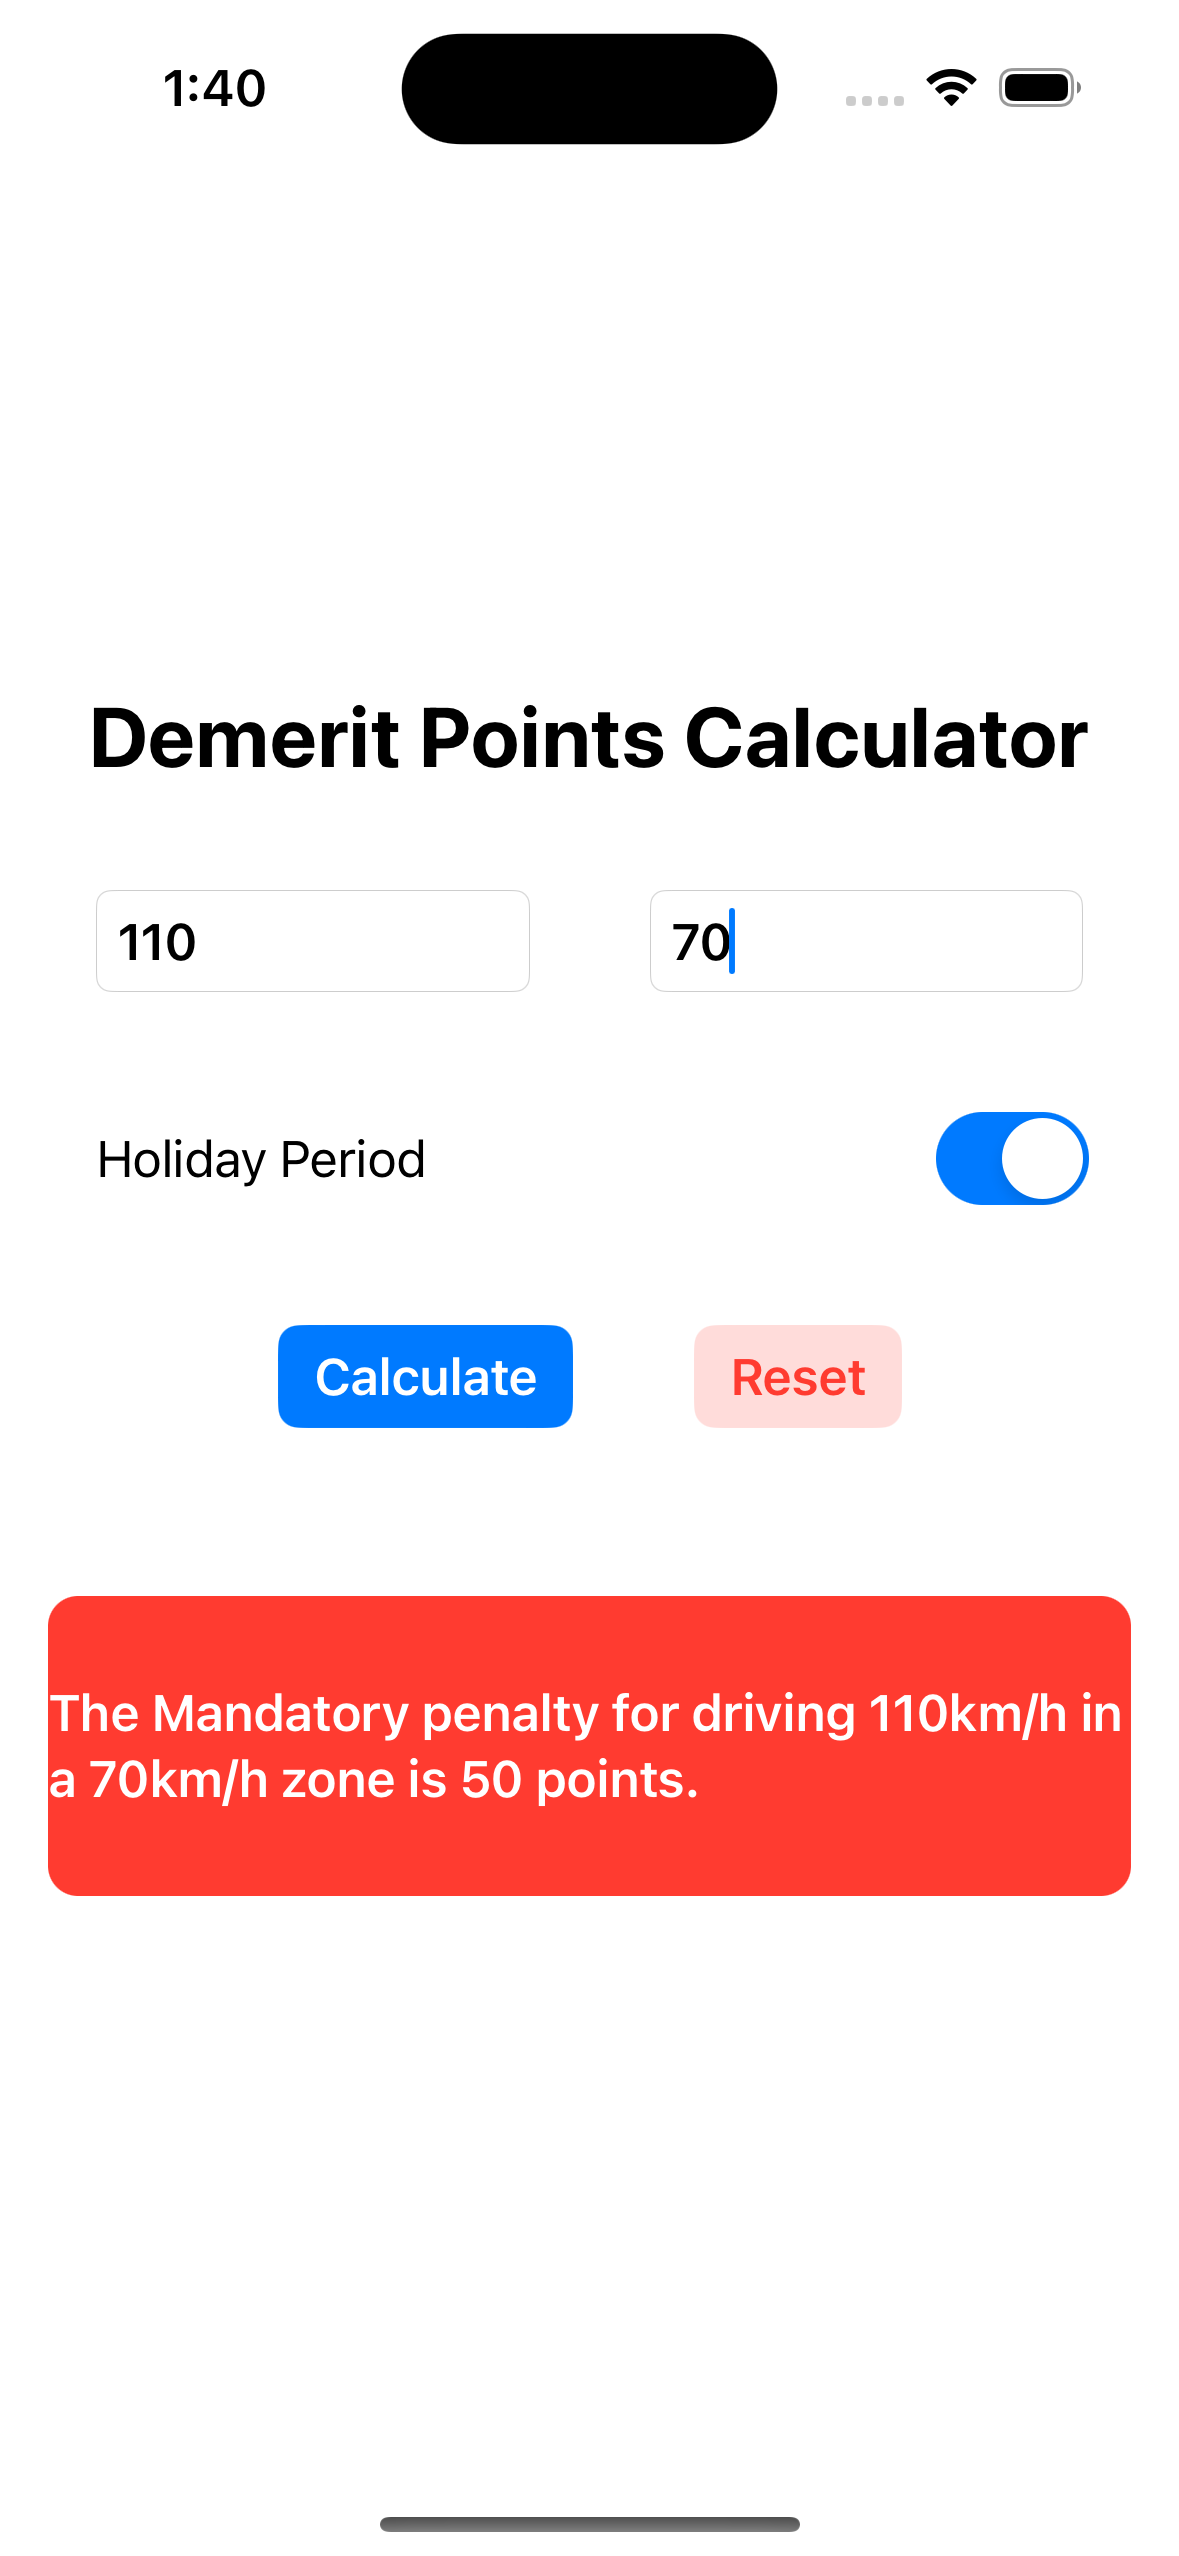 1:40
Demerit Points Calculator
110
70
Holiday Period
Calculate
Reset
The Mandatory penalty for driving 110km/h in
a 70km/h zone is 50 points.